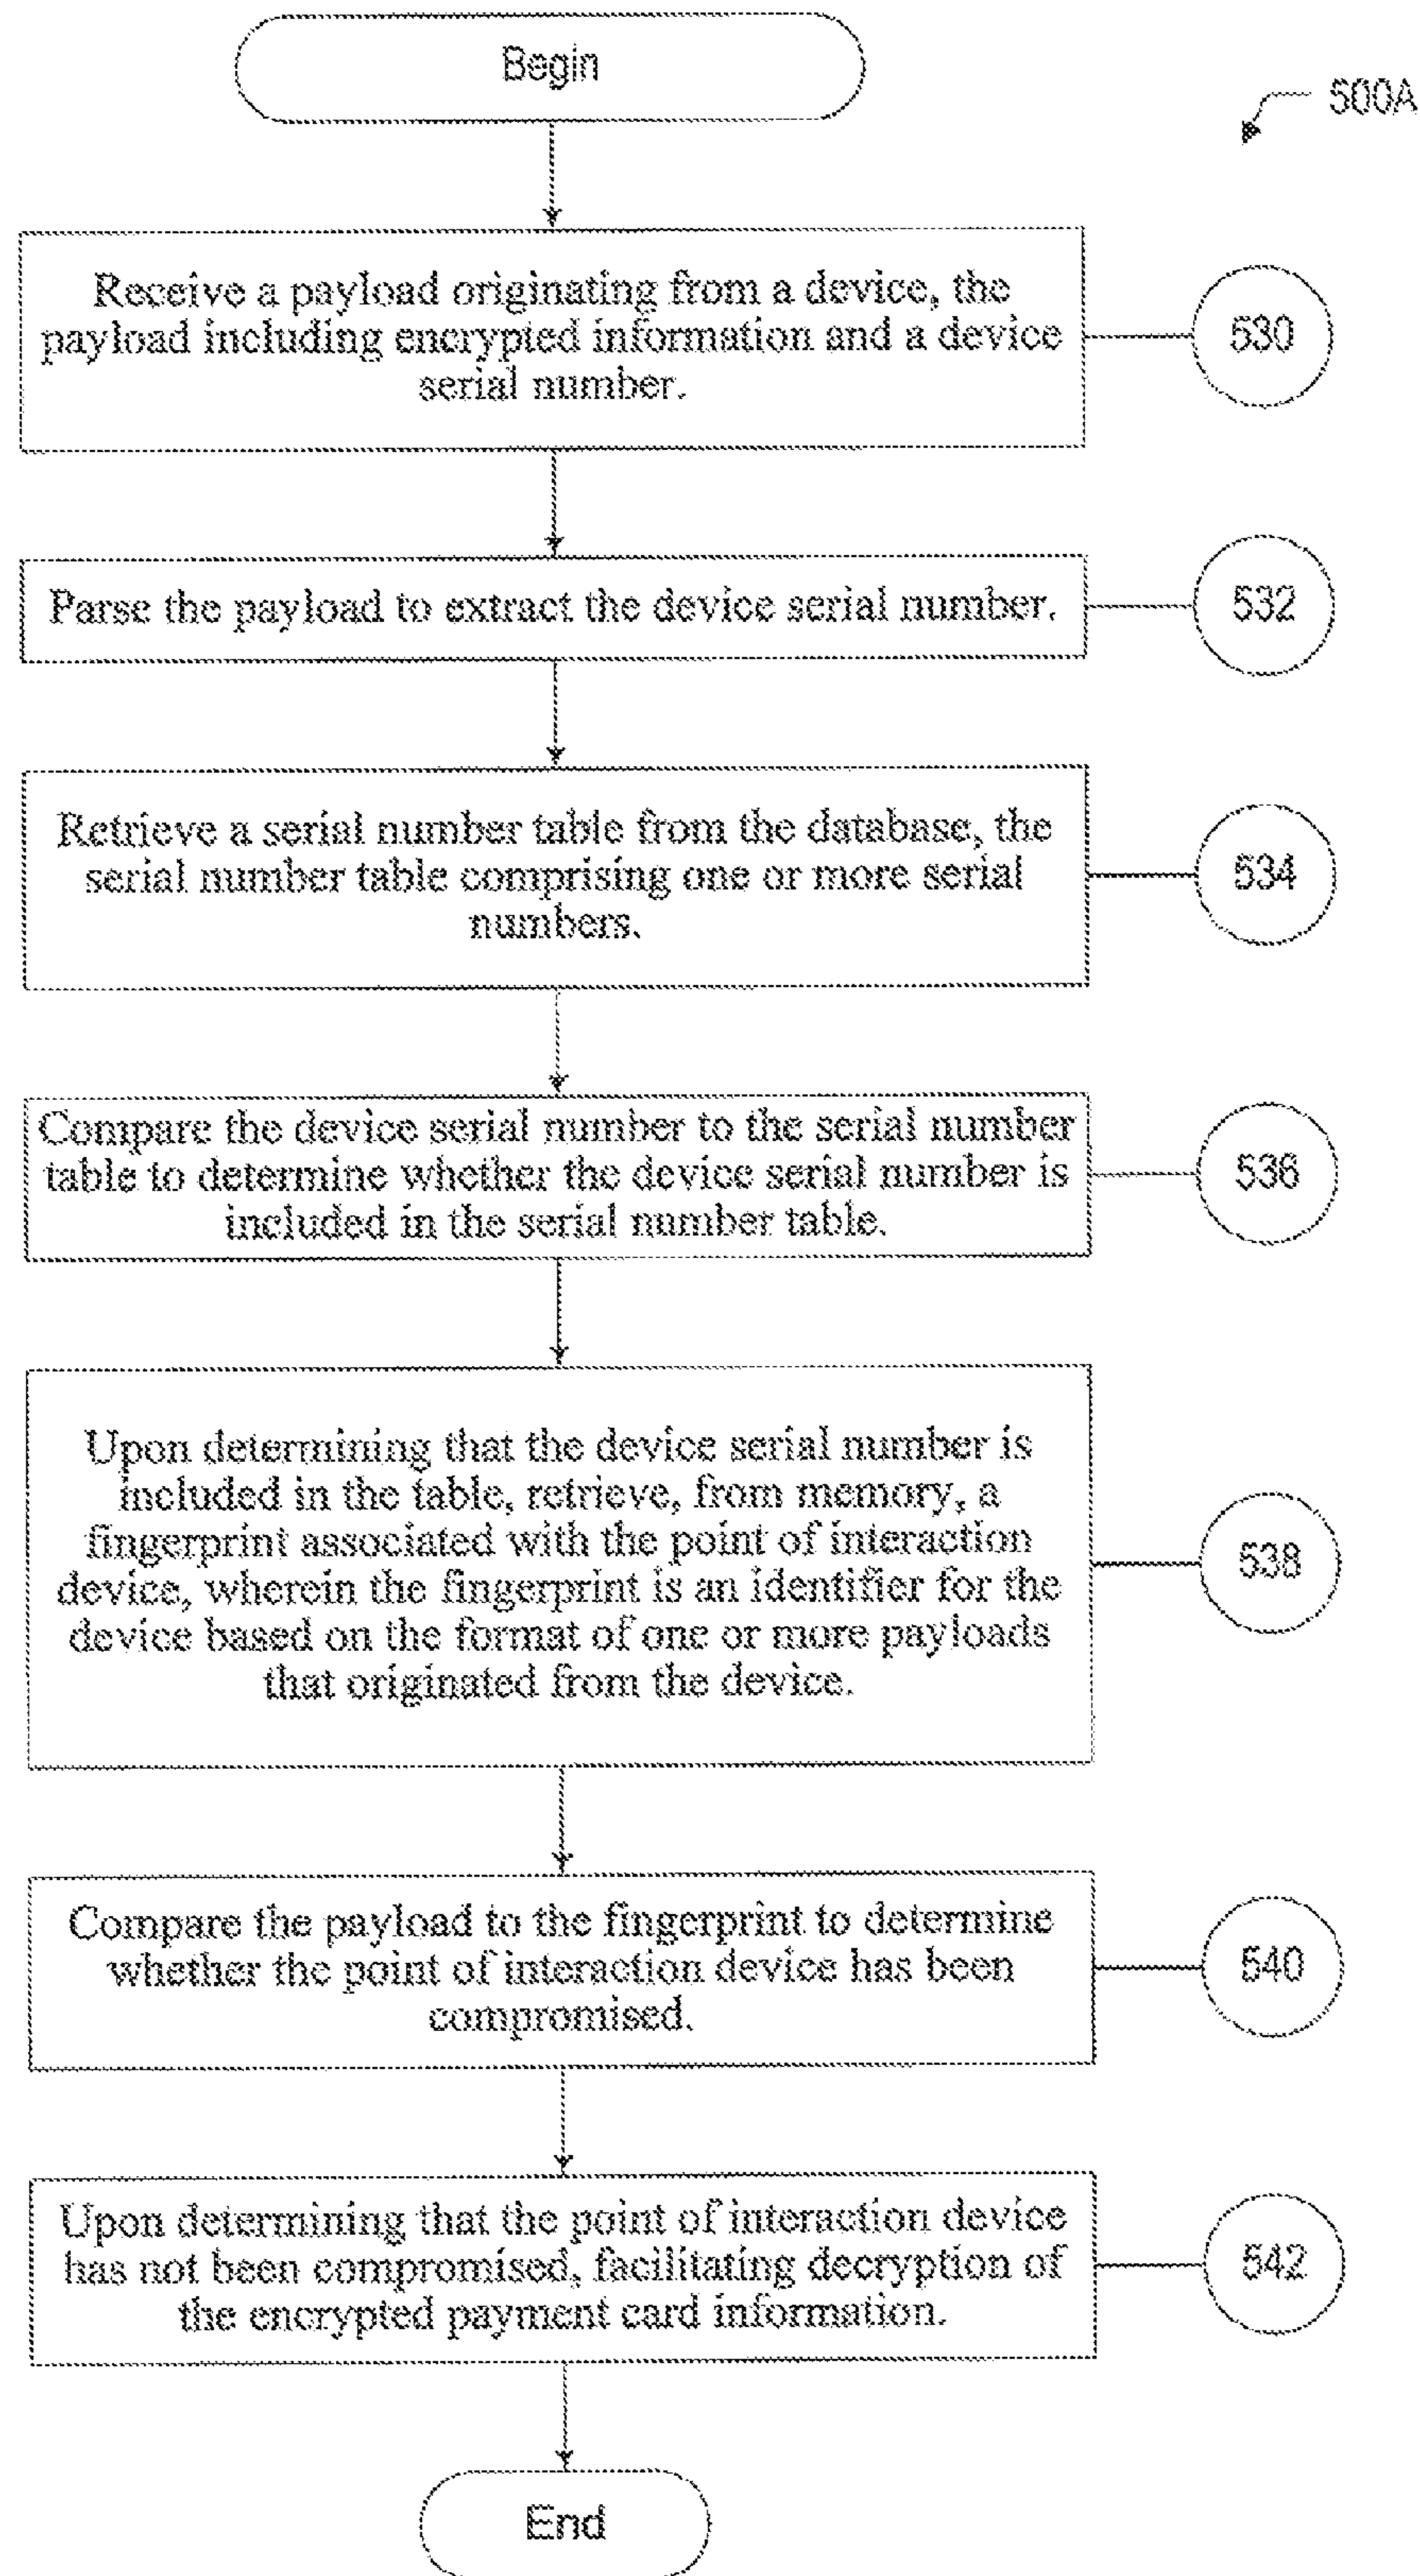 Begin
500A
Receive a payload originating from a device, the
payload including encrypted information and a device
serial number.
530
Parse the payload to extract the device serial number.
532
Retrieve a serial number table from the database, the
serial number table comprising one or more serial
numbers.
534
Compare the device serial number to the serial number
table to determine whether the device serial number is
included in the serial number table.
536
Upon determining that the device serial number is
included in the table, retrieve, from memory, a
fingerprint associated with the point of interaction
device, wherein the fingerprint is an identifier for the
device based on the format of one or more payloads
that originated from the device.
538
Compare the payload to the fingerprint to determine
whether the point of interaction device has been
compromised.
540
Upon determining that the point of interaction device
has not been compromised, facilitating decryption of
the encrypted payment card information.
542
End